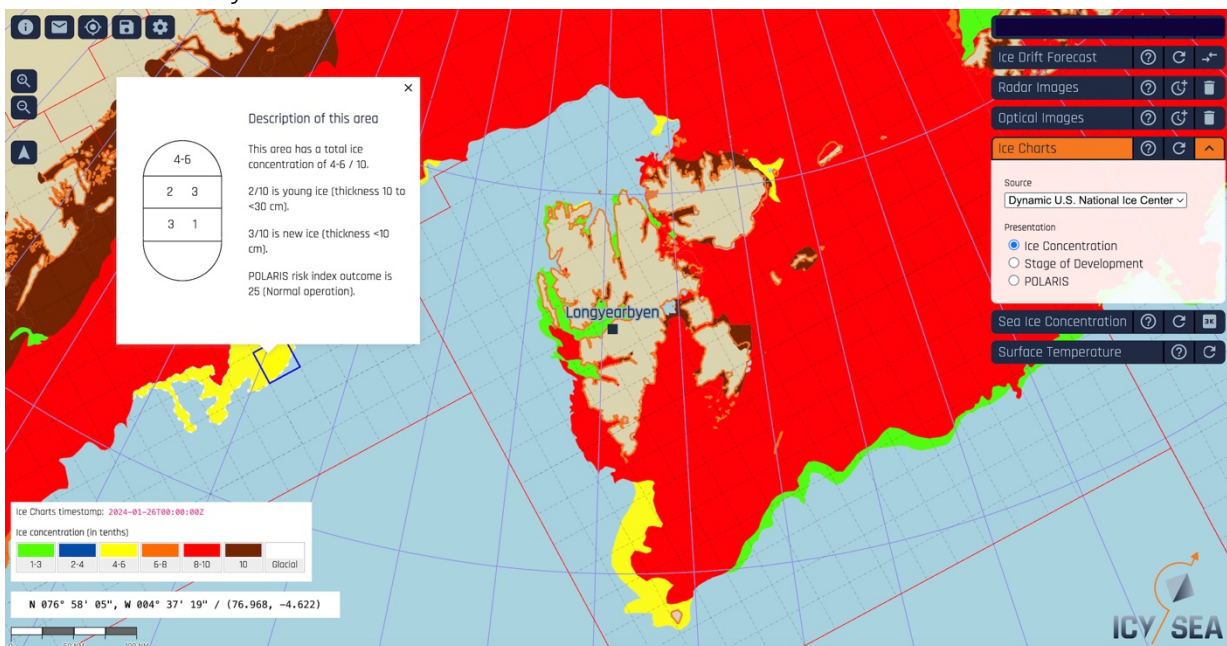 ×
Description of this area
This area has a total ice
concentration of 4-6 / 10.
2/10 is young ice (thickness 10 to
<30 cm).
3/10 is new ice (thickness <10
cm).
POLARIS risk index outcome is
25 (Normal operation).
4-6
2 3
3 1
Longyearbyen
Ice Drift Forecast
Radar Images
Optical Images
Ice Charts
Source
Dynamic U.S. National Ice Center
Presentation
Ice Concentration
Stage of Development
POLARIS
Sea Ice Concentration
3K
Surface Temperature
Ice Charts timestamp: 2024-01-26T00:00:00Z
Ice concentration (in tenths)
1-3 2-4 4-6 6-8 8-10 10 Glacial
N 076° 58' 05", W 004° 37' 19" / (76.968, -4.622)
ICY SEA